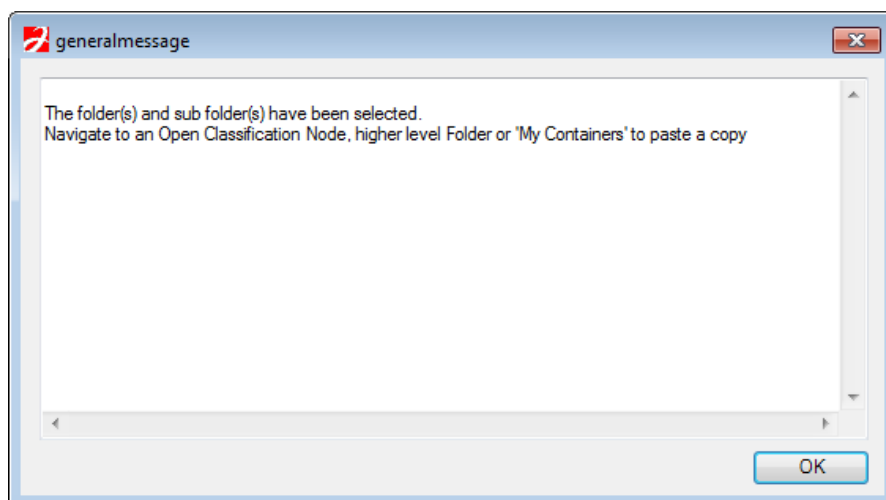 generalmessage
The folder(s) and sub folder(s) have been selected.
Navigate to an Open Classification Node, higher level Folder or 'My Containers' to paste a copy
OK